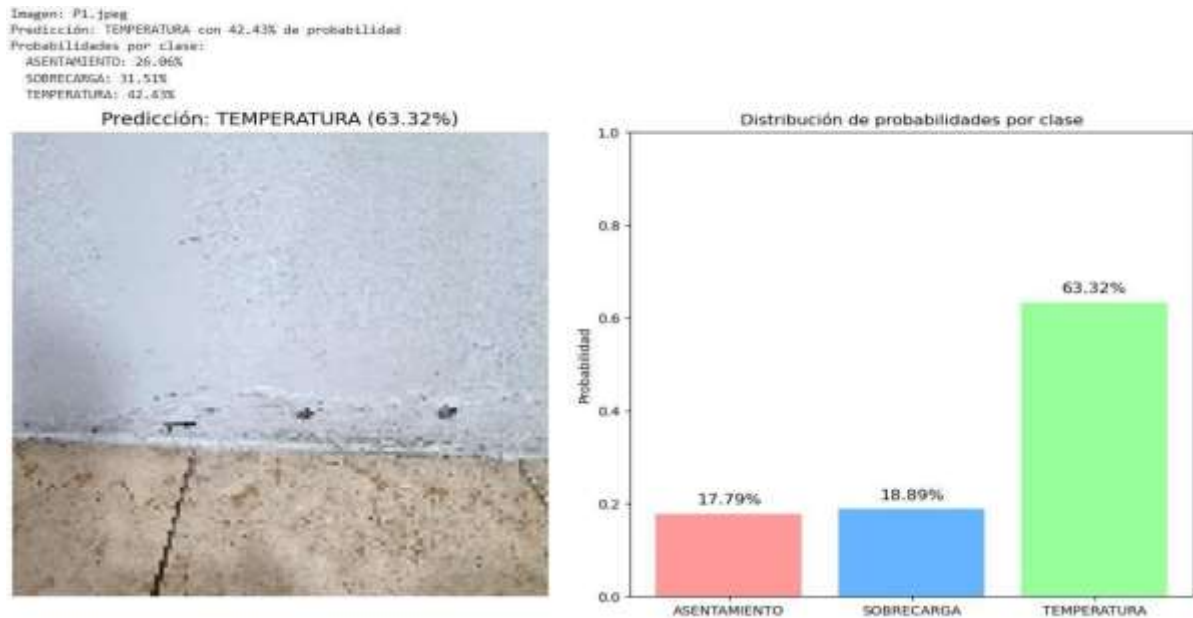 Imagen: P1.jpeg
Predicción: TEMPERATURA con 42.43% de probabilidad
Probabilidades por clase:
ASENTAMIENTO: 26.06%
SOBRECARGA: 31.51%
TEMPERATURA: 42.43%
Predicción: TEMPERATURA (63.32%)
Distribución de probabilidades por clase
1.0
0.8
0.6
0.4
0.2
0.0
Probabilidad
17.79%
18.89%
63.32%
ASENTAMIENTO
SOBRECARGA
TEMPERATURA